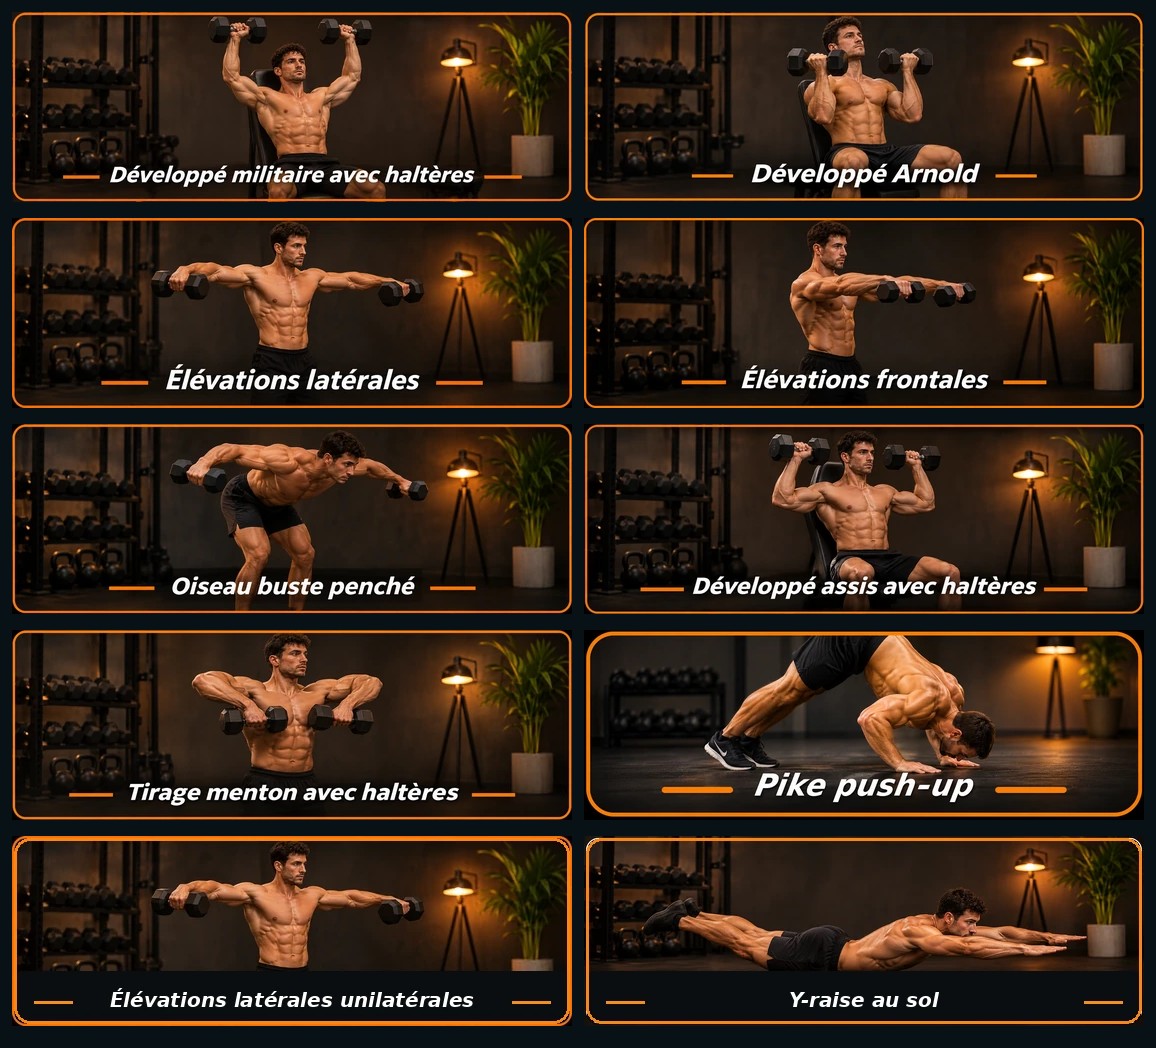 Développé militaire avec haltères
Développé Arnold
Élévations latérales
Élévations frontales
Oiseau buste penché
Développé assis avec haltères
Tirage menton avec haltères
Pike push-up
Élévations latérales unilatérales
Y-raise au sol